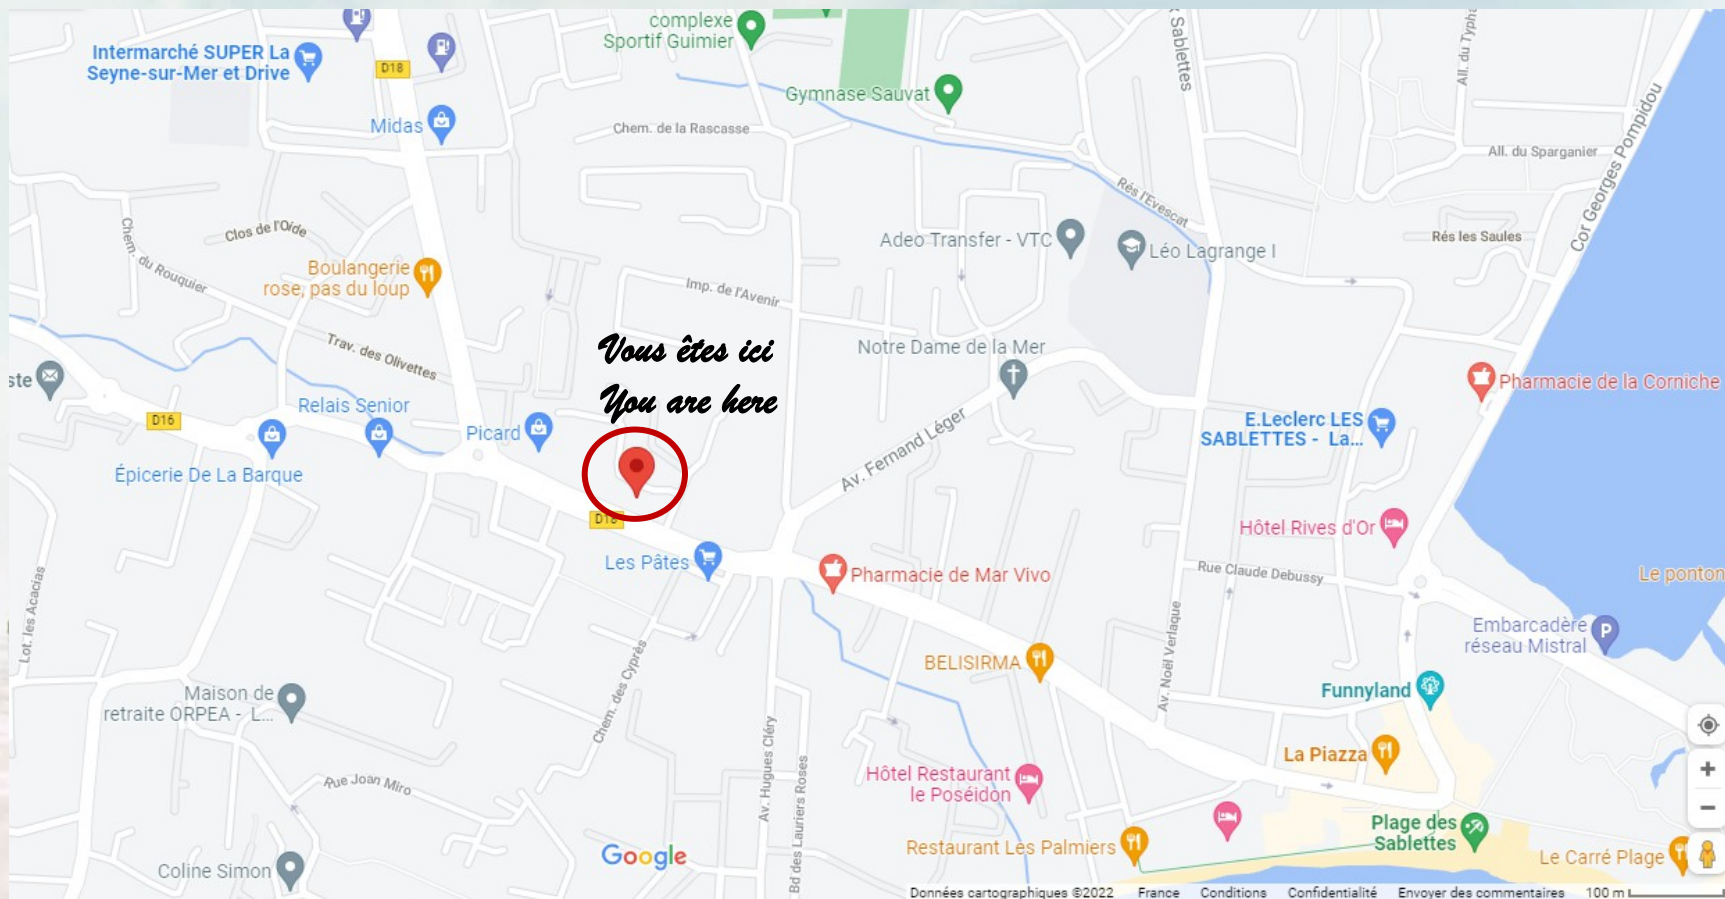 complexe
Sportif Guimier
Intermarché SUPER La
Seyne-sur-Mer et Drive
D18
Midas
Gymnase Sauvat
Chem. de la Rascasse
Sablettes
All. du Typha
Cor Georges Pompidou
All. du Sparganier
Rés l'Evescat
Rés les Saules
Adeo Transfer - VTC
Léo Lagrange I
Chem. du Rouquier
Clos de l'Oïde
Boulangerie
rose, pas du loup
Imp. de l'Avenir
Trav. des Olivettes
Vous êtes ici
You are here
Notre Dame de la Mer
Pharmacie de la Corniche
ste
D16
Relais Senior
Picard
Av. Fernand Léger
E.Leclerc LES
SABLETTES - La...
Épicerie De La Barque
Hôtel Rives d'Or
Les Pâtes
Pharmacie de Mar Vivo
Rue Claude Debussy
Le ponton
Lot. les Acacias
Embarcadère
réseau Mistral
P
BELISIRMA
Av. Noël Verlaque
Chem. des Cyprès
Maison de
retraite ORPEA - L...
Funnyland
La Piazza
Rue Joan Miro
Av. Hugues Cléry
Bd des Lauriers Roses
Hôtel Restaurant
le Poséidon
Plage des
Sablettes
Restaurant Les Palmiers
Le Carré Plage
Coline Simon
Google
Données cartographiques ©2022 France Conditions Confidentialité Envoyer des commentaires 100 m